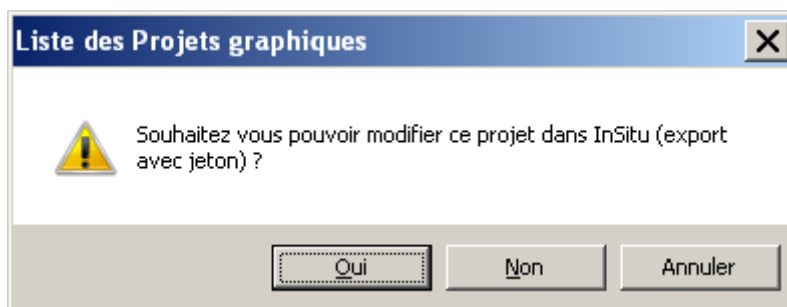 Liste des Projets graphiques
Souhaitez vous pouvoir modifier ce projet dans InSitu (export
avec jeton) ?
Oui
Non
Annuler